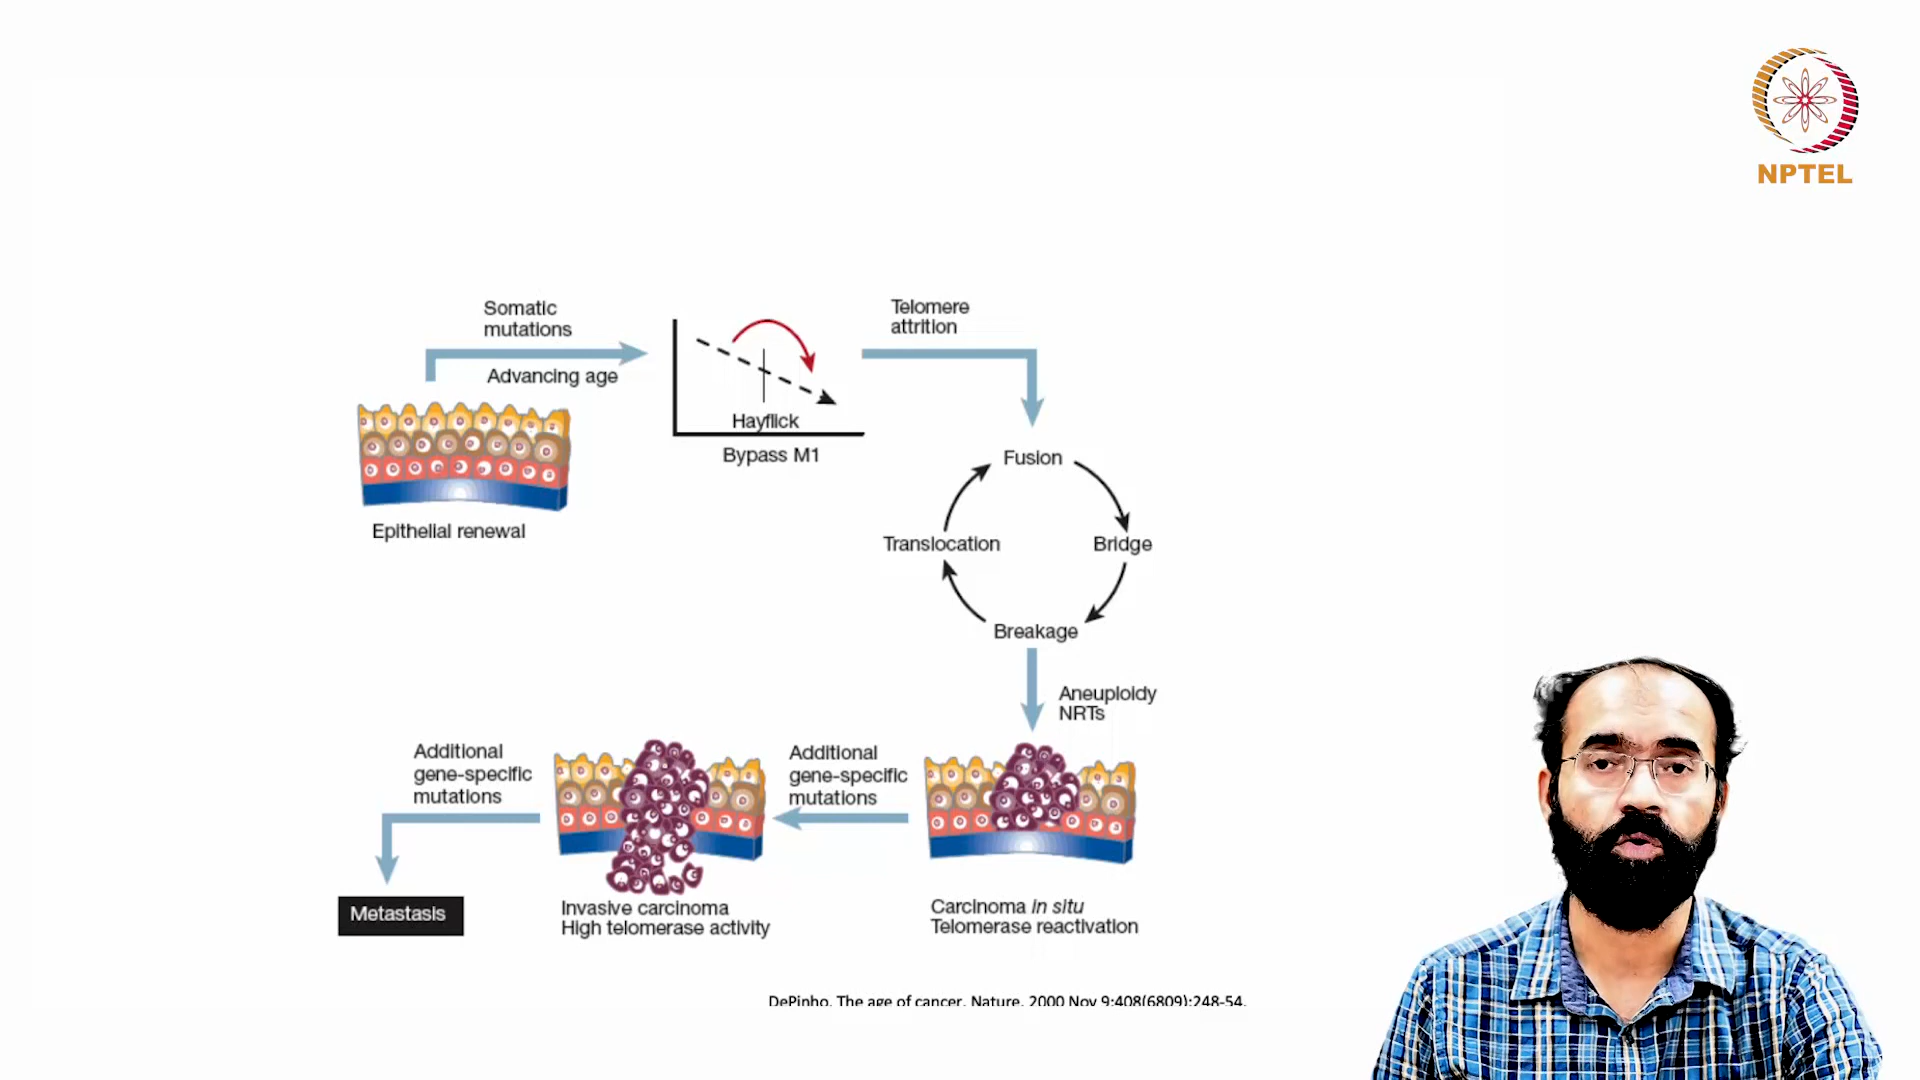 NPTEL
Somatic
mutations
Advancing age
Epithelial renewal
Hayflick
Bypass M1
Telomere
attrition
Fusion
Bridge
Breakage
Translocation
Aneuploidy
NRTs
Carcinoma in situ
Telomerase reactivation
Additional
gene-specific
mutations
Invasive carcinoma
High telomerase activity
Additional
gene-specific
mutations
Metastasis
DePinho. The age of cancer. Nature. 2000 Nov 9;408(6809):248-54.